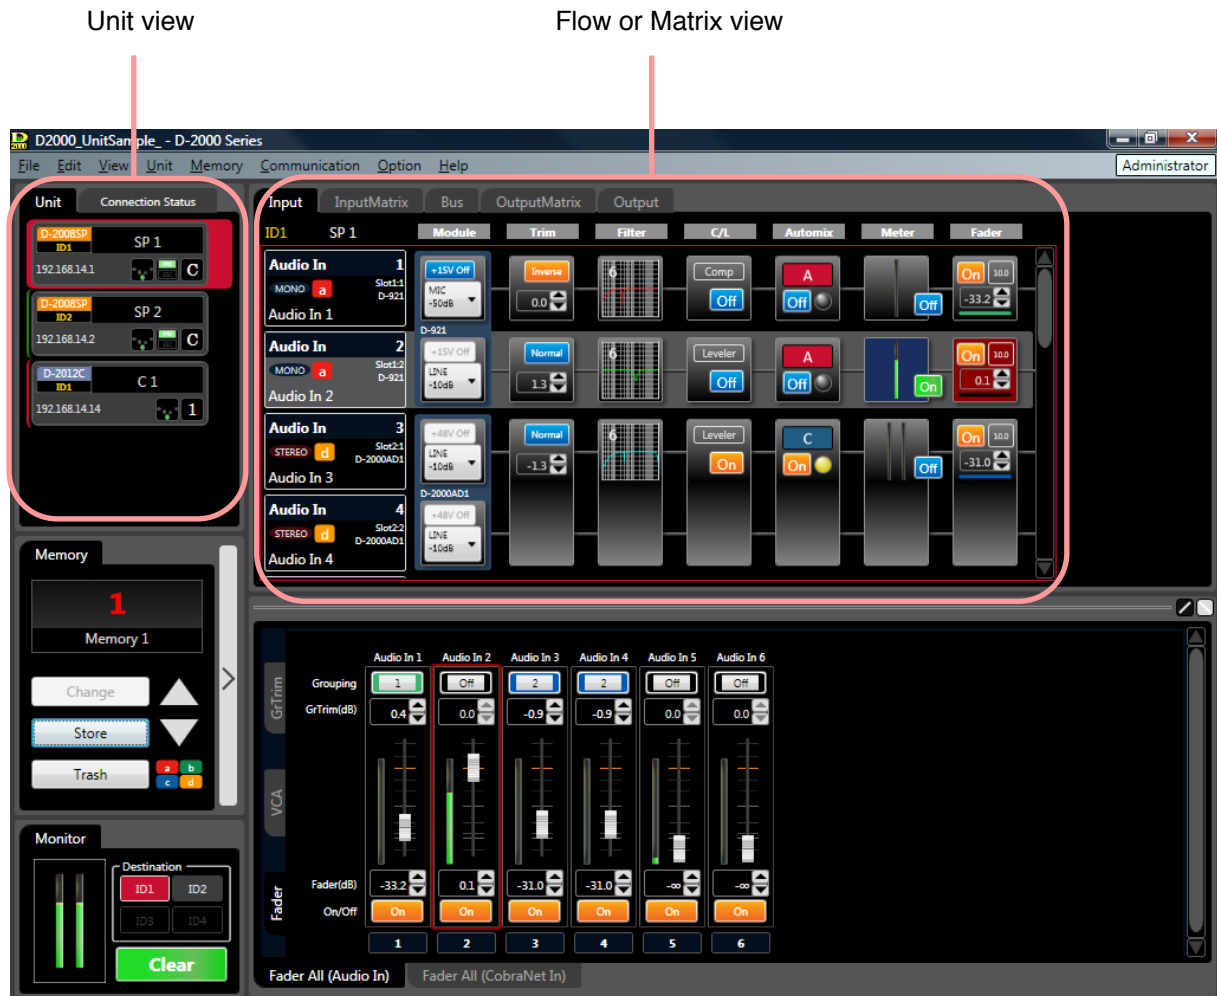 Unit view
Flow or Matrix view
D2000_UnitSample_ - D-2000 Series
File Edit View Unit Memory Communication Option Help
Administrator
Unit Connection Status
D-2008SP
ID1
SP 1
192.168.14.1
C
D-2008SP
ID2
SP 2
192.168.14.2
C
D-2012C
ID1
C 1
192.168.14.14
1
Input InputMatrix Bus OutputMatrix Output
ID1 SP 1 Module Trim Filter C/L Automix Meter Fader
Audio In 1
MONO a
Slot1:1
D-921
Audio In 1
+15V Off
MIC
-50dB
Inverse
0.0
6
Comp
Off
A
Off
Off
On 10.0
-33.2
D-921
Audio In 2
MONO a
Slot1:2
D-921
Audio In 2
+15V Off
LINE
-10dB
Normal
1.3
6
Leveler
Off
A
Off
On
On 10.0
0.1
Audio In 3
STEREO d
Slot2:1
D-2000AD1
Audio In 3
+48V Off
LINE
-10dB
Normal
-1.3
6
Leveler
On
C
On
Off
On 10.0
-31.0
D-2000AD1
Audio In 4
STEREO d
Slot2:2
D-2000AD1
Audio In 4
+48V Off
LINE
-10dB
Memory
1
Memory 1
Change
Store
Trash
a b
c d
Monitor
Destination
ID1 ID2
ID3 ID4
Clear
GrTrim
VCA
Fader
Audio In 1 Audio In 2 Audio In 3 Audio In 4 Audio In 5 Audio In 6
Grouping 1 Off 2 2 Off Off
GrTrim(dB) 0.4 0.0 -0.9 -0.9 0.0 0.0
Fader(dB) -33.2 0.1 -31.0 -31.0 -∞ -∞
On/Off On On On On On On
1 2 3 4 5 6
Fader All (Audio In) Fader All (CobraNet In)